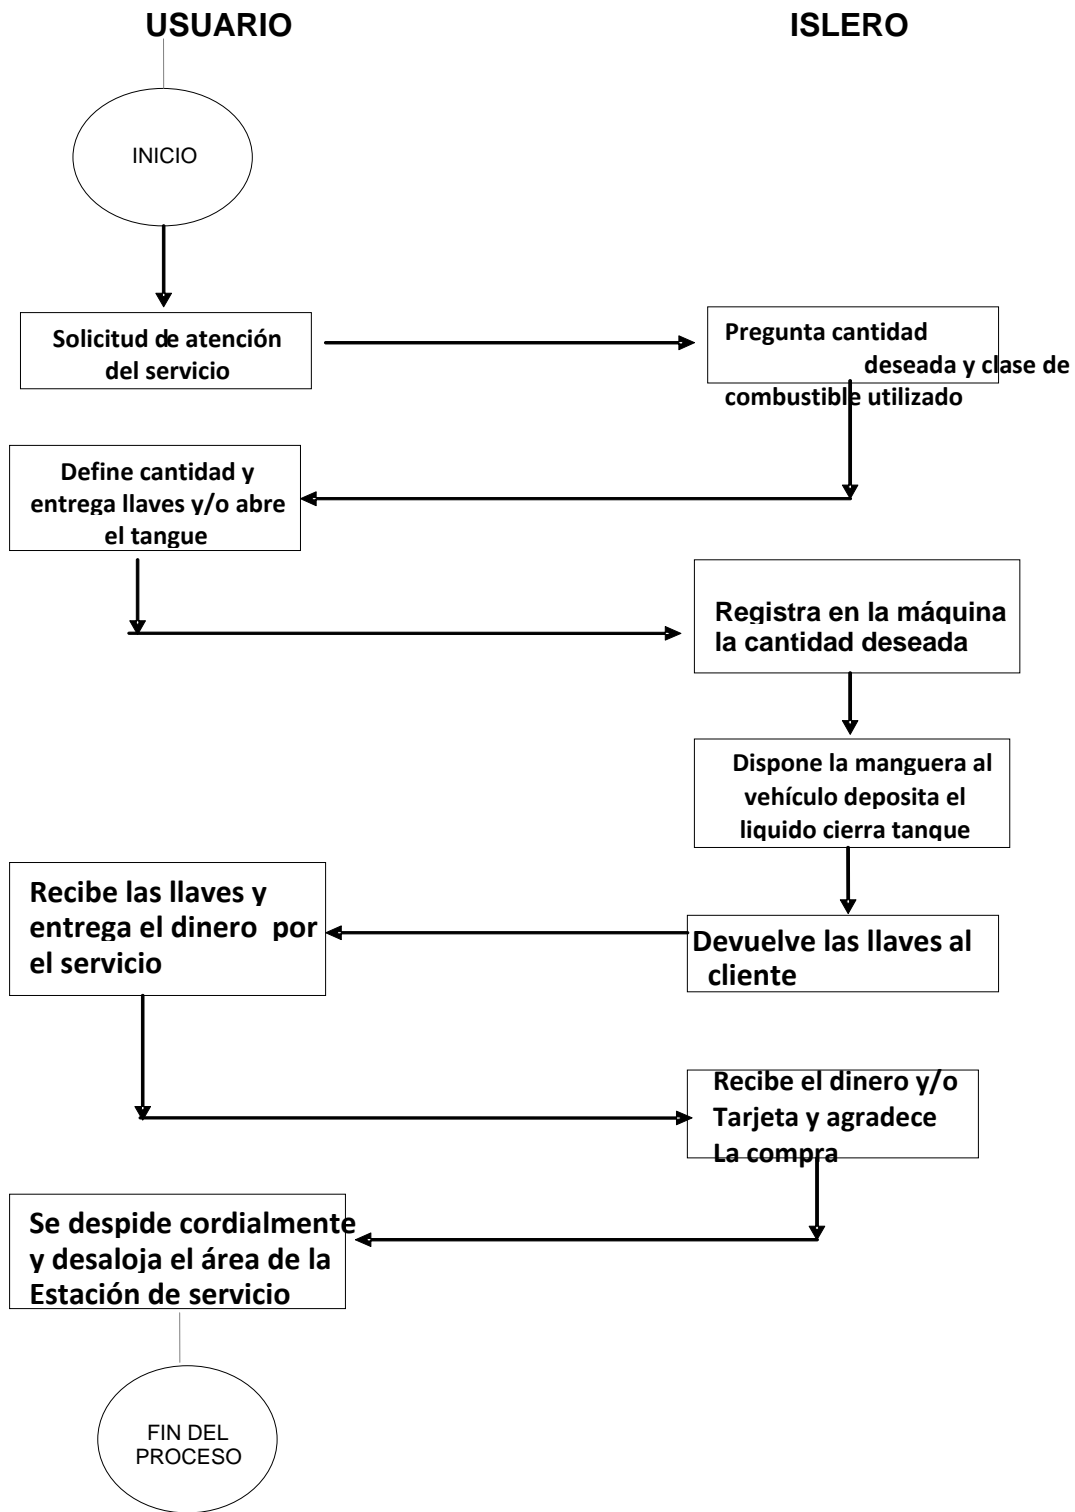 USUARIO
ISLERO
INICIO
Solicitud de atención
del servicio
Pregunta cantidad
deseada y clase de
combustible utilizado
Define cantidad y
entrega llaves y/o abre
el tangue
Registra en la máquina
la cantidad deseada
Dispone la manguera al
vehículo deposita el
liquido cierra tanque
Devuelve las llaves al
cliente
Recibe las llaves y
entrega el dinero por
el servicio
Recibe el dinero y/o
Tarjeta y agradece
La compra
Se despide cordialmente
y desaloja el área de la
Estación de servicio
FIN DEL
PROCESO